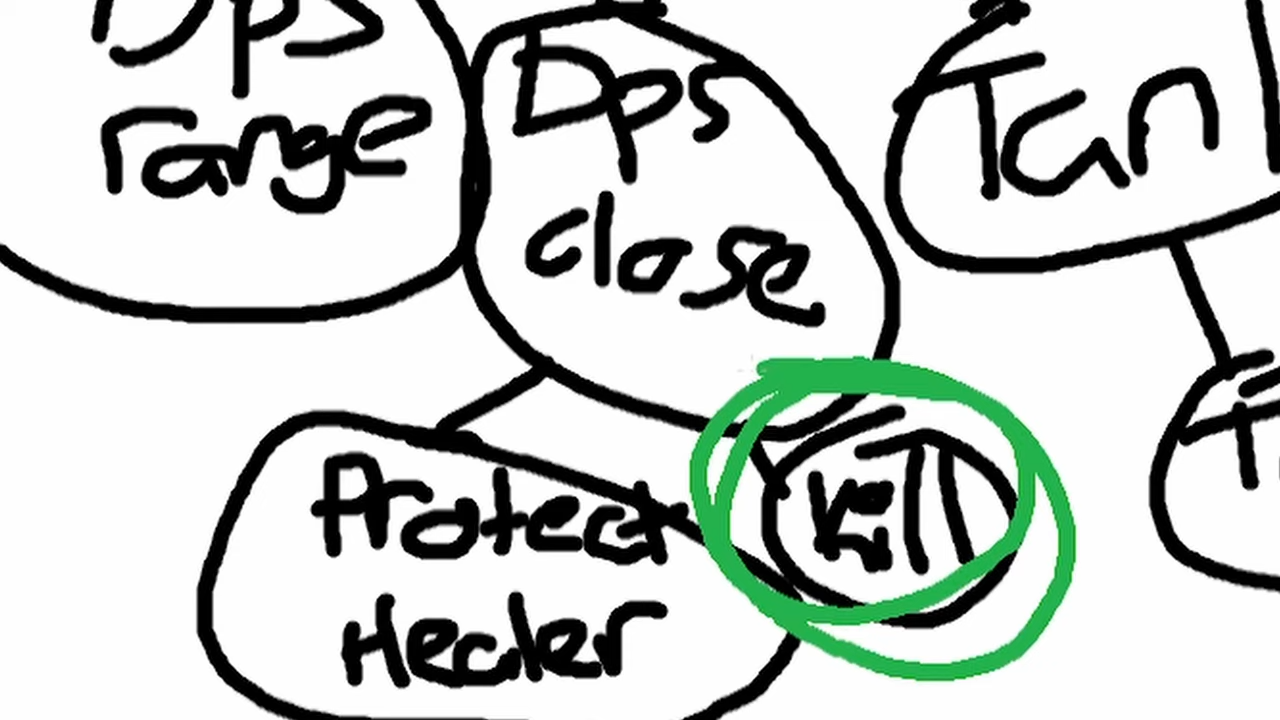 Dps
range
Dps
close
Tan
Protect
Healer
kill